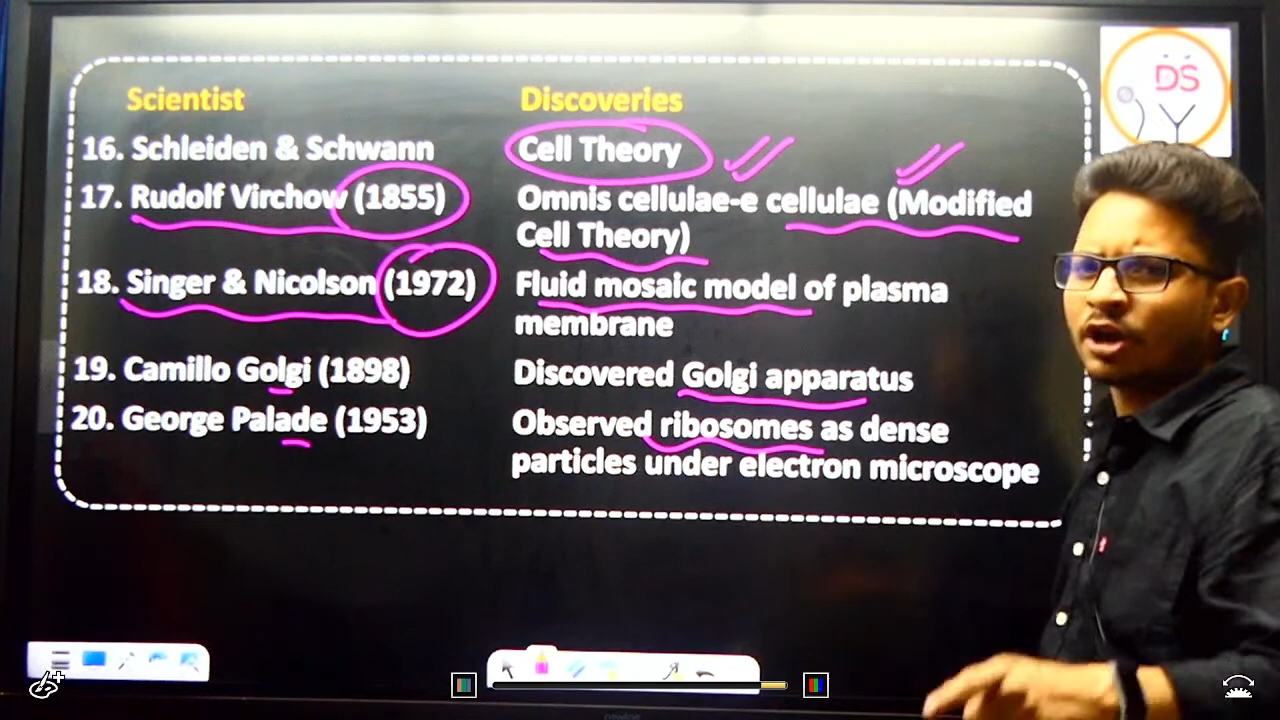 DS
Scientist Discoveries
16. Schleiden & Schwann Cell Theory
17. Rudolf Virchow (1855) Omnis cellulae-e cellulae (Modified
Cell Theory)
18. Singer & Nicolson (1972) Fluid mosaic model of plasma
membrane
19. Camillo Golgi (1898) Discovered Golgi apparatus
20. George Palade (1953) Observed ribosomes as dense
particles under electron microscope